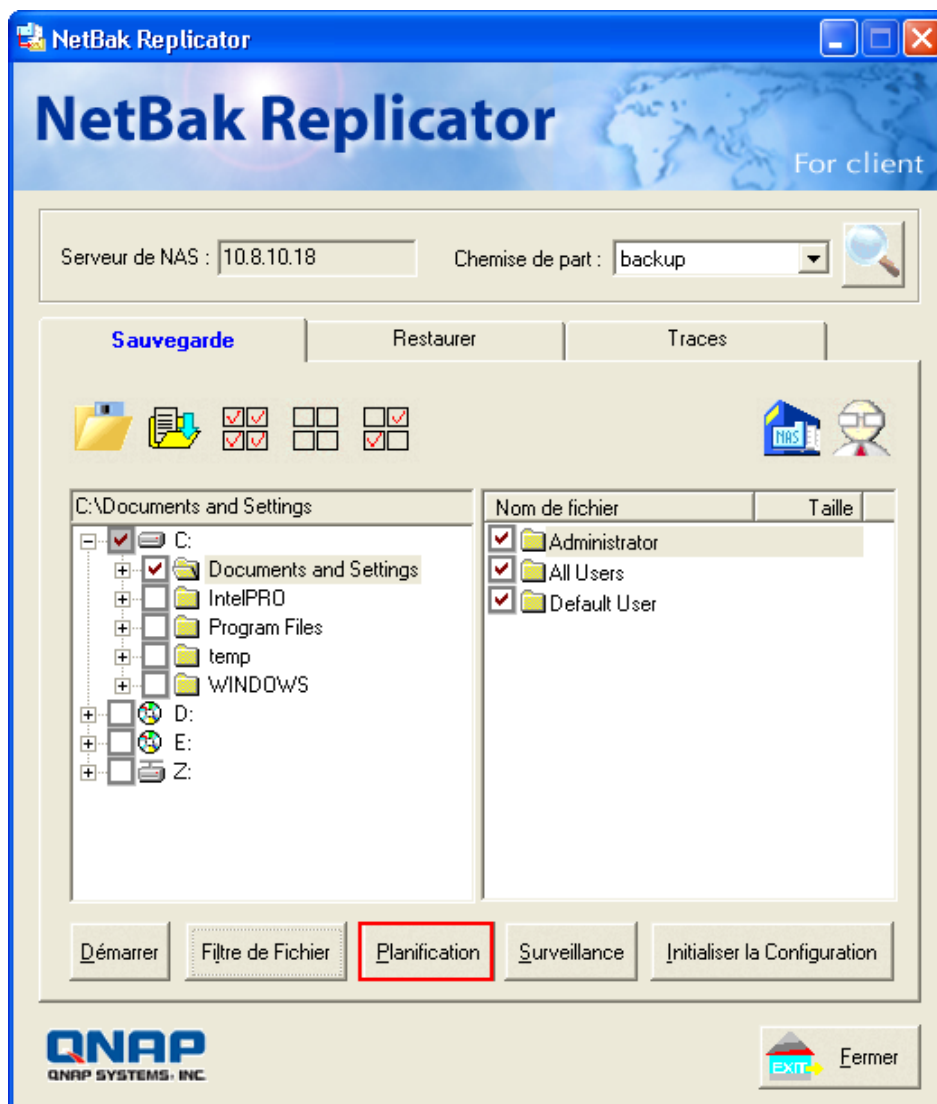 NetBak Replicator
NetBak Replicator
For client
Serveur de NAS : 10.8.10.18 Chemise de part : backup
Sauvegarde Restaurer Traces
NAS
C:\Documents and Settings
C:
Documents and Settings
IntelPRO
Program Files
temp
WINDOWS
D:
E:
Z:
Nom de fichier Taille
Administrator
All Users
Default User
Démarrer Filtre de Fichier Planification Surveillance Initialiser la Configuration
QNAP
QNAP SYSTEMS, INC
EXIT
Fermer